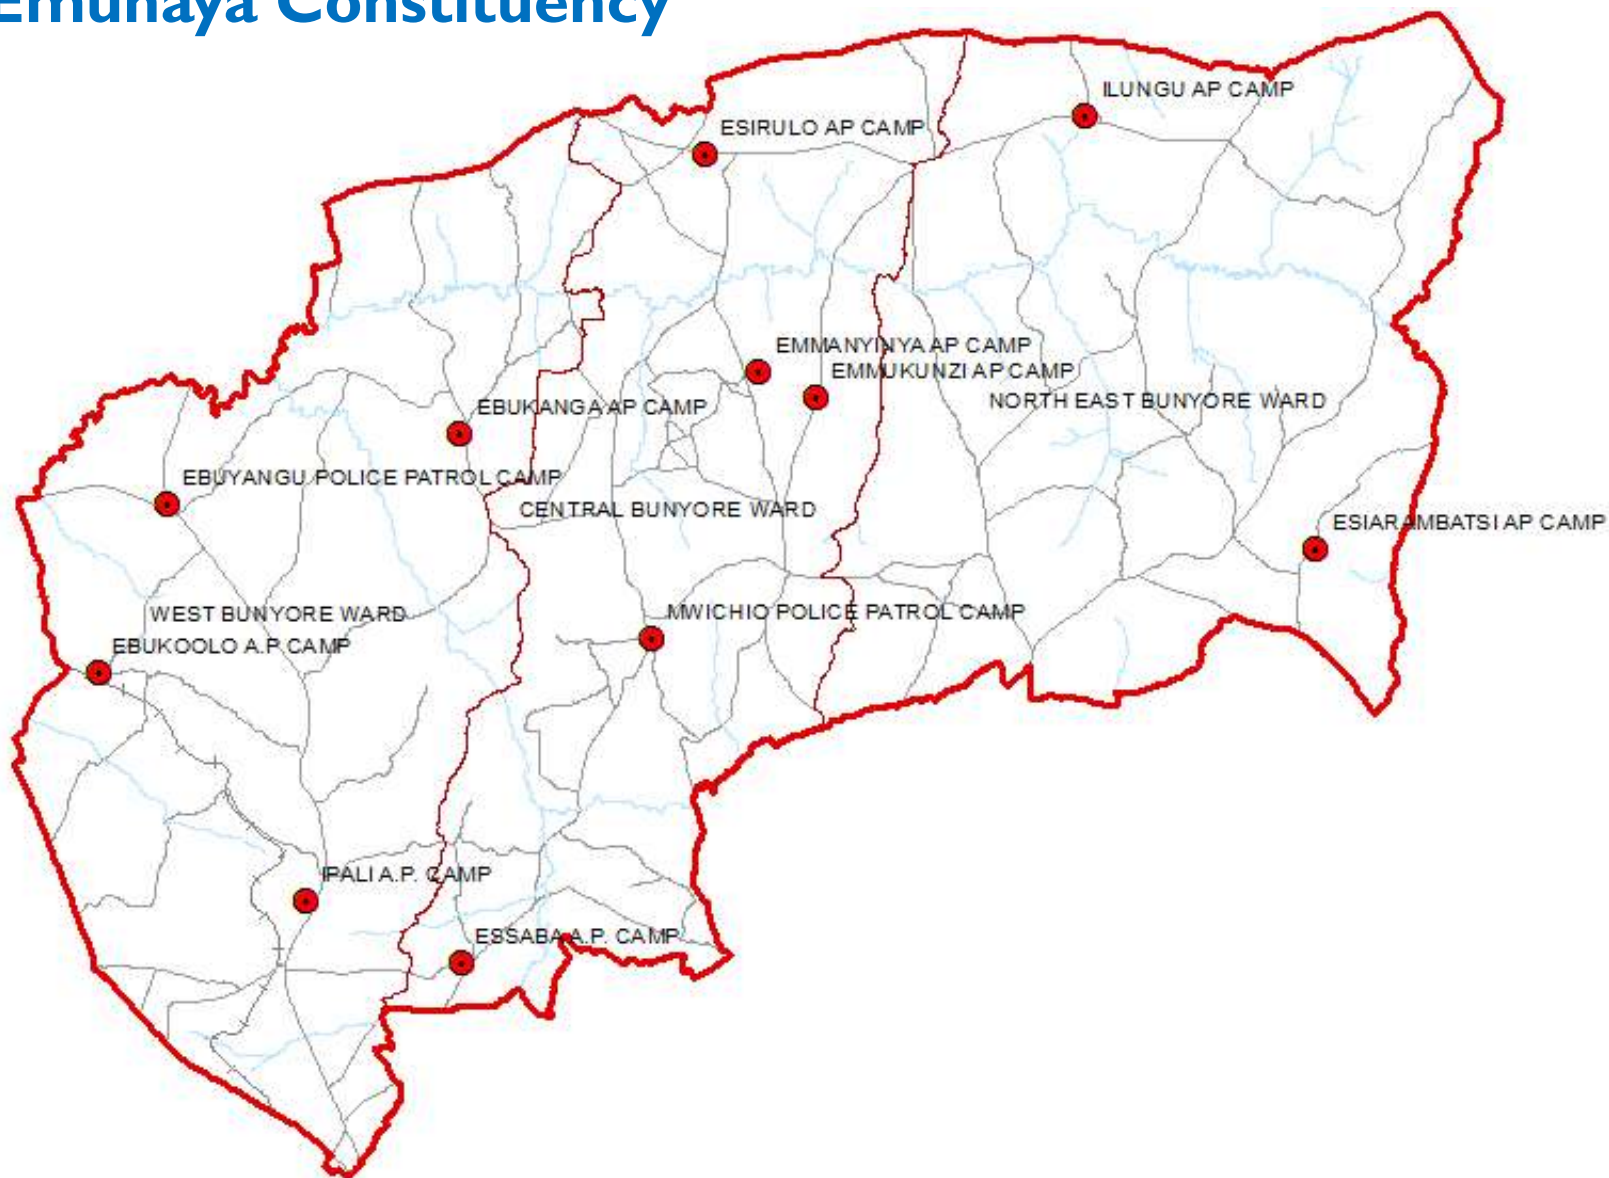 Emuhaya Constituency
ILUNGU AP CAMP
ESIRULO AP CAMP
EMMANYINYA AP CAMP
EMMUKUNZI AP CAMP
NORTH EAST BUNYORE WARD
EBUKANGA AP CAMP
EBUYANGU POLICE PATROL CAMP
CENTRAL BUNYORE WARD
ESIARAMBATSI AP CAMP
WEST BUNYORE WARD
MWICHIO POLICE PATROL CAMP
EBUKOOLO A.P CAMP
IPALI A.P. CAMP
ESSABA A.P. CAMP